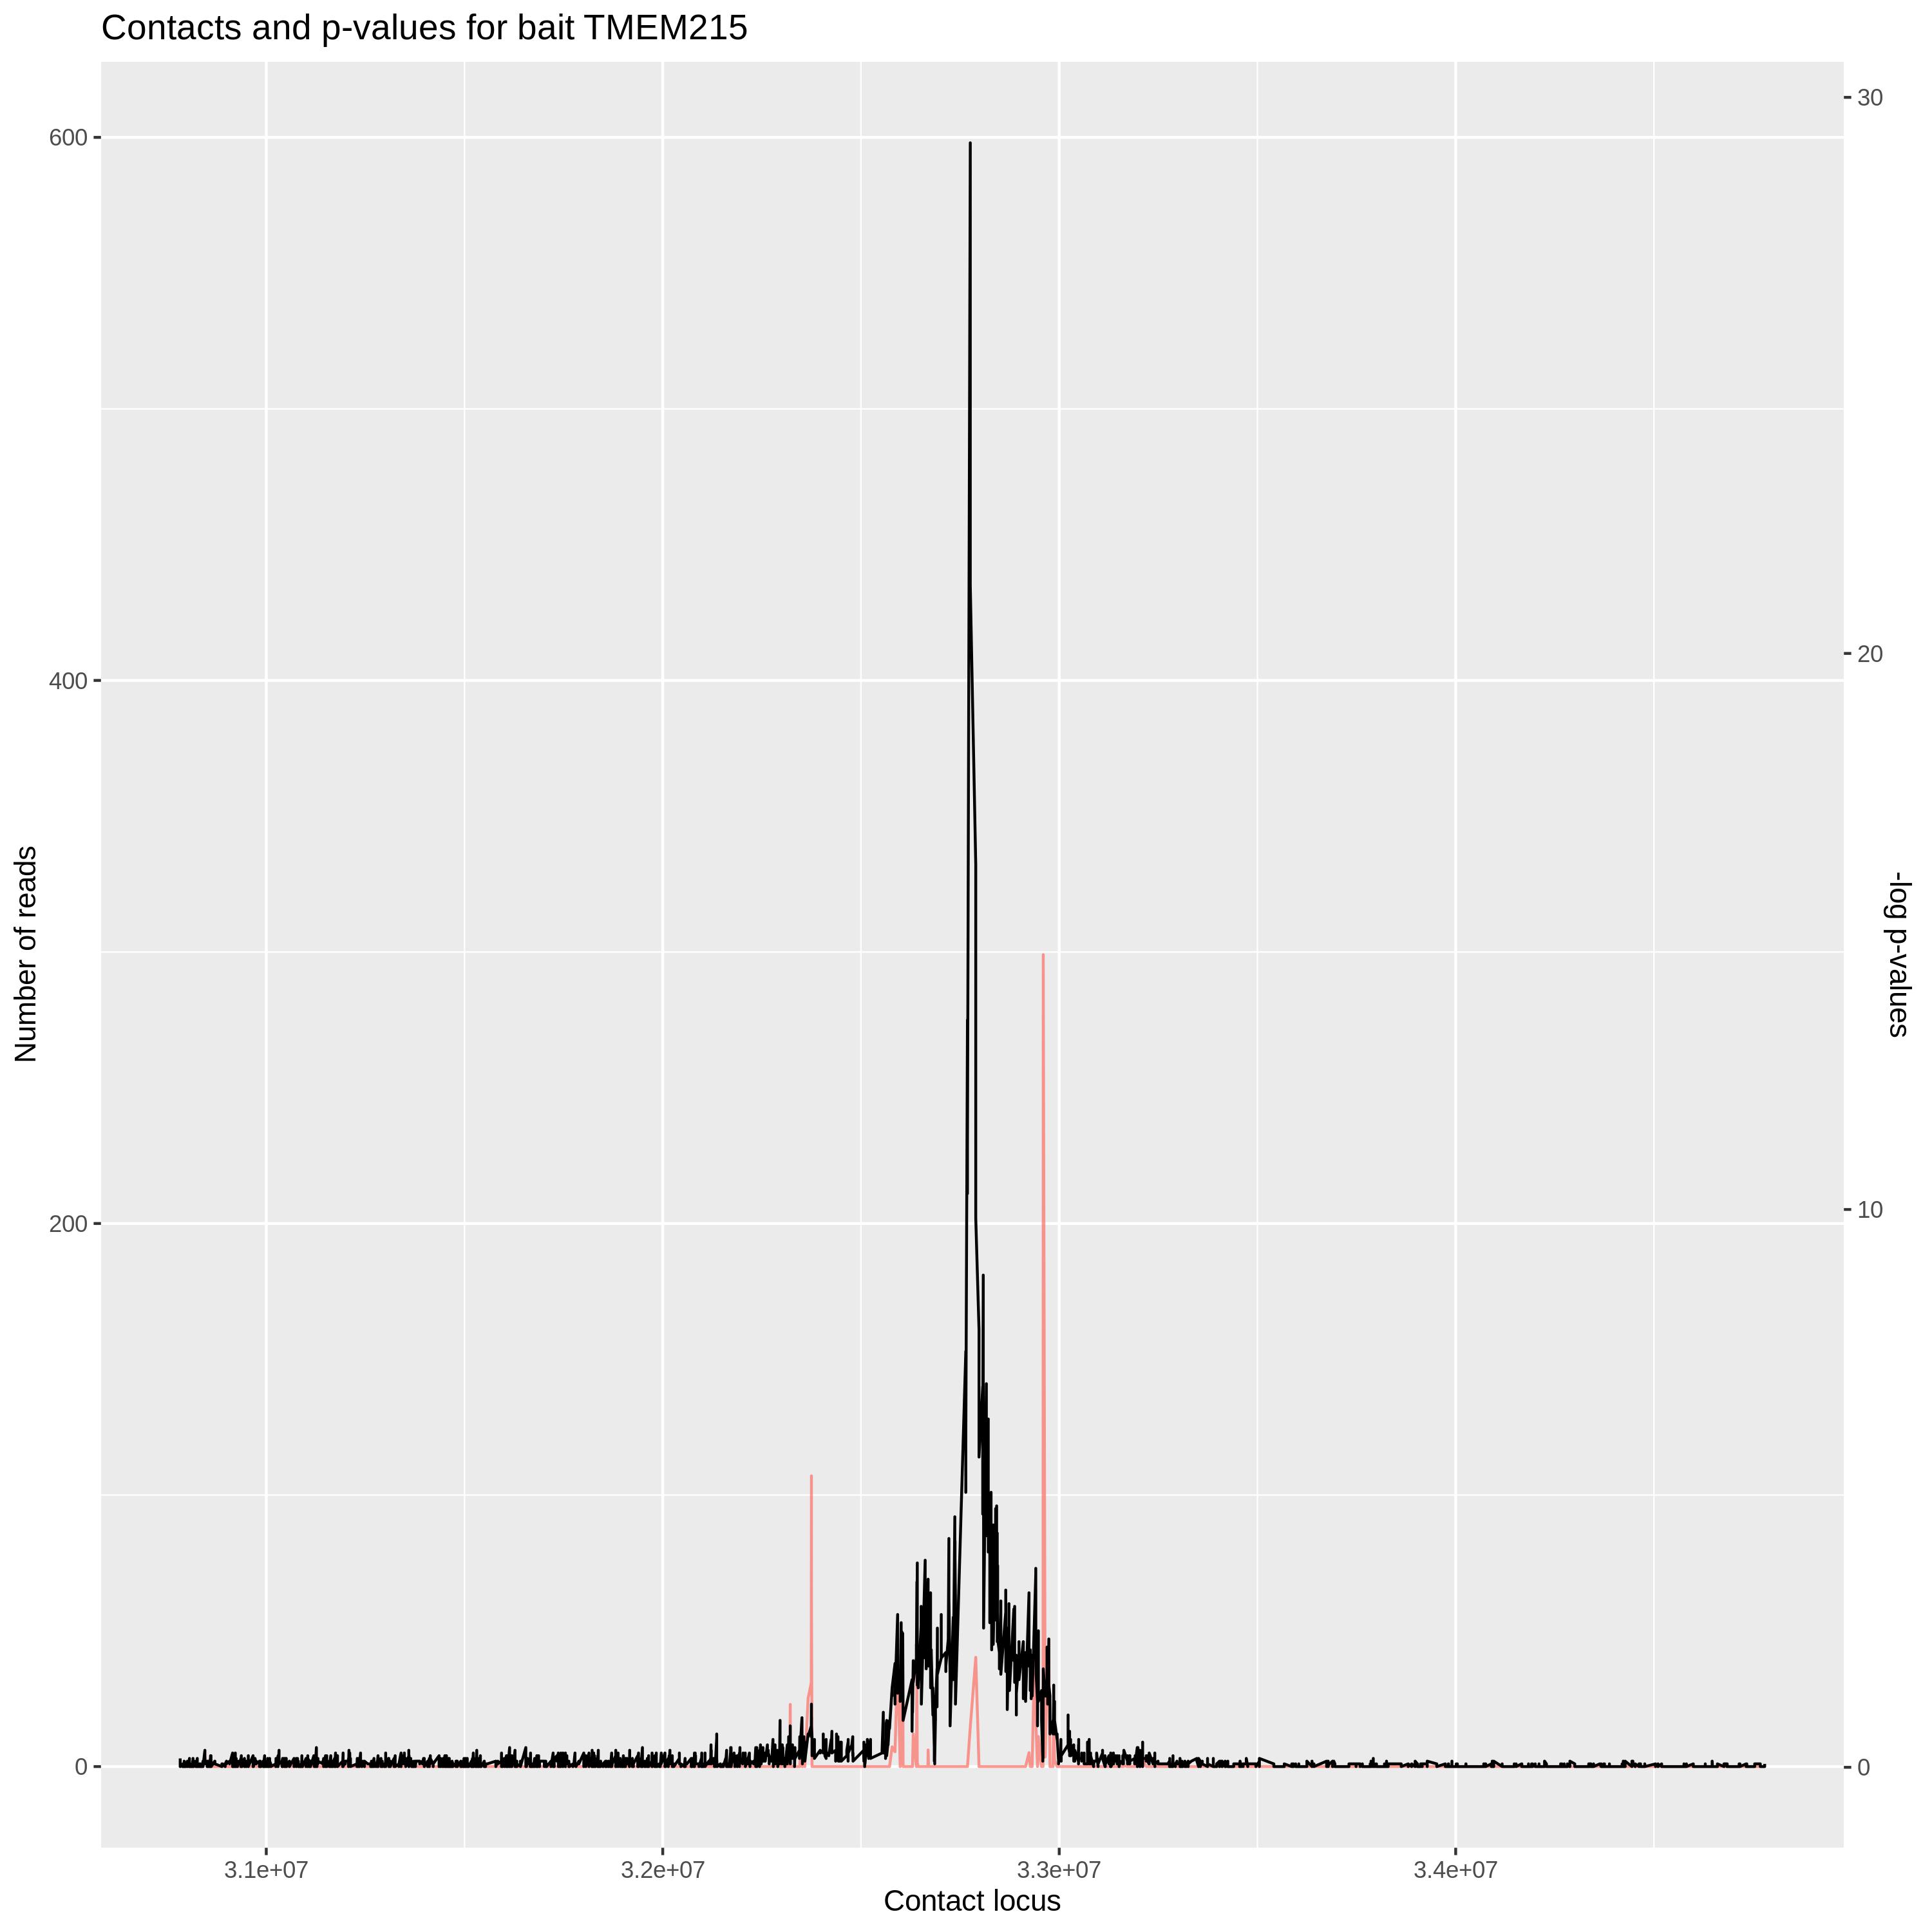 Contacts and p-values for bait TMEM215
30
600
20
400
Number of reads
-log p-values
10
200
0
0
3.1e+07
3.2e+07
3.3e+07
3.4e+07
Contact locus